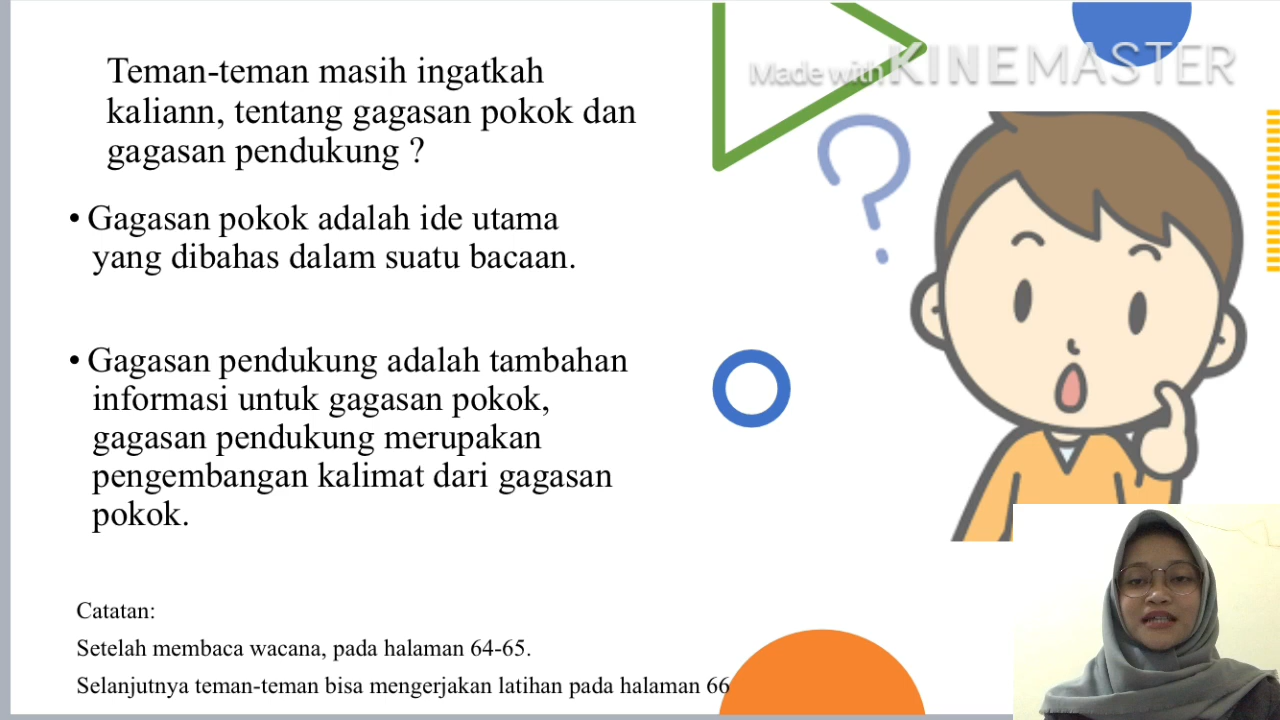 Teman-teman masih ingatkah
kaliann, tentang gagasan pokok dan
gagasan pendukung ?
• Gagasan pokok adalah ide utama
yang dibahas dalam suatu bacaan.
• Gagasan pendukung adalah tambahan
informasi untuk gagasan pokok,
gagasan pendukung merupakan
pengembangan kalimat dari gagasan
pokok.
Catatan:
Setelah membaca wacana, pada halaman 64-65.
Selanjutnya teman-teman bisa mengerjakan latihan pada halaman 66
Made with KINEMASTER